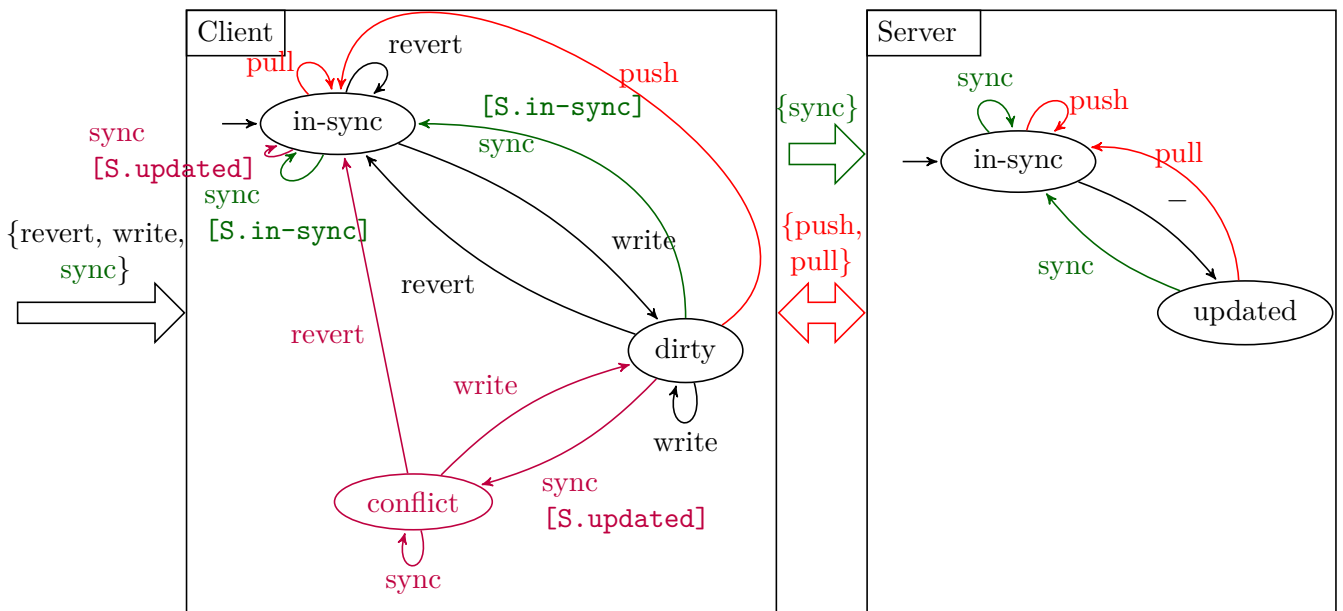 Client
Server
revert
pull
push
[S.in-sync]
{sync}
sync
push
in-sync
sync
[S.updated]
sync
in-sync
pull
sync
[S.in-sync]
{revert, write,
sync}
{push,
pull}
write
–
sync
revert
updated
revert
dirty
write
write
conflict
sync
[S.updated]
sync